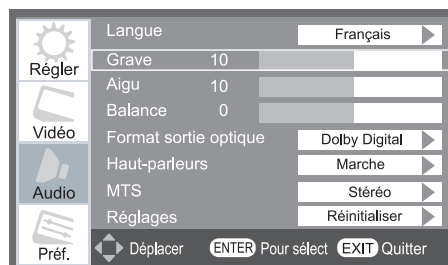 Régler
Vidéo
Audio
Préf.
Langue Français
Grave 10
Aigu 10
Balance 0
Format sortie optique Dolby Digital
Haut-parleurs Marche
MTS Stéréo
Réglages Réinitialiser
Déplacer ENTER Pour sélect EXIT Quitter